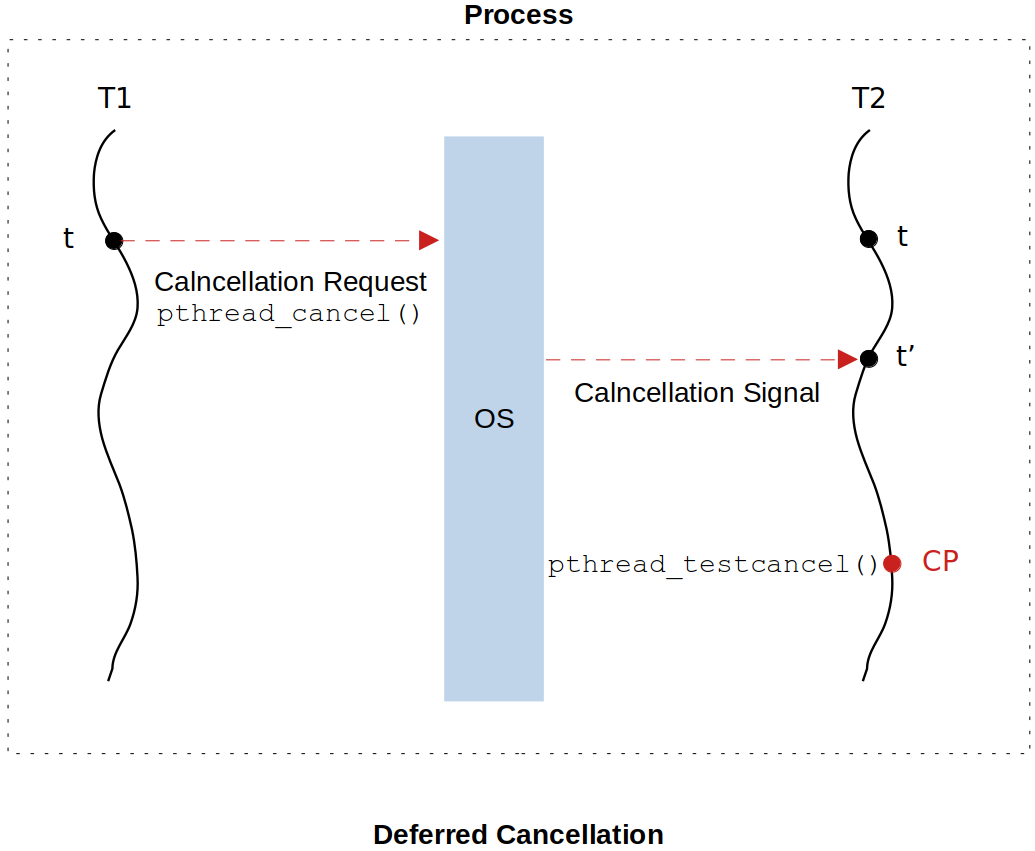 Process
T1
T2
t
t
Calncellation Request
pthread_cancel()
t’
Calncellation Signal
OS
pthread_testcancel()
CP
Deferred Cancellation